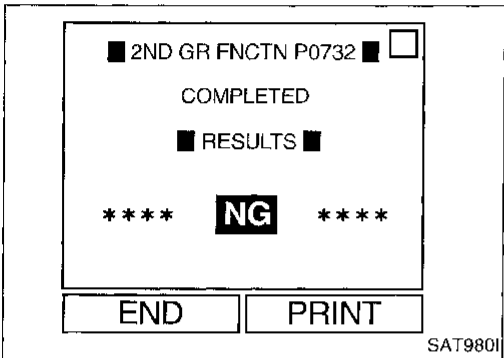 2ND GR FNCTN P0732
COMPLETED
RESULTS
**** NG ****
END PRINT
SAT980I